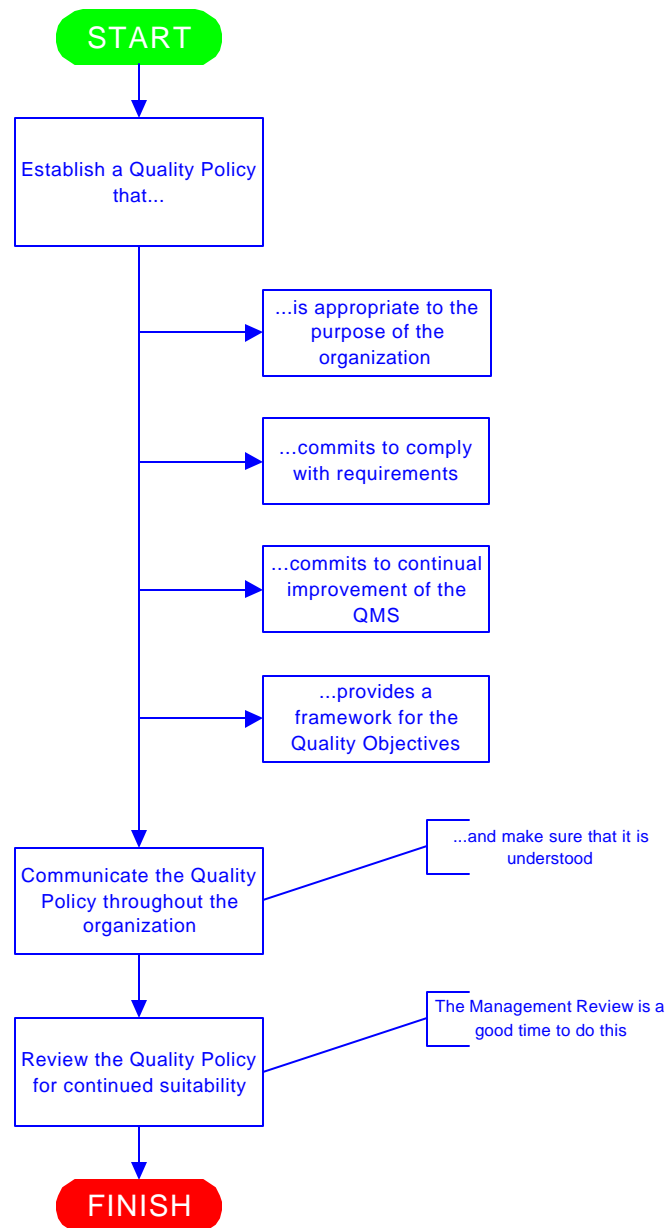 START
Establish a Quality Policy
that...
...is appropriate to the
purpose of the
organization
...commits to comply
with requirements
...commits to continual
improvement of the
QMS
...provides a
framework for the
Quality Objectives
Communicate the Quality
Policy throughout the
organization
...and make sure that it is
understood
Review the Quality Policy
for continued suitability
The Management Review is a
good time to do this
FINISH